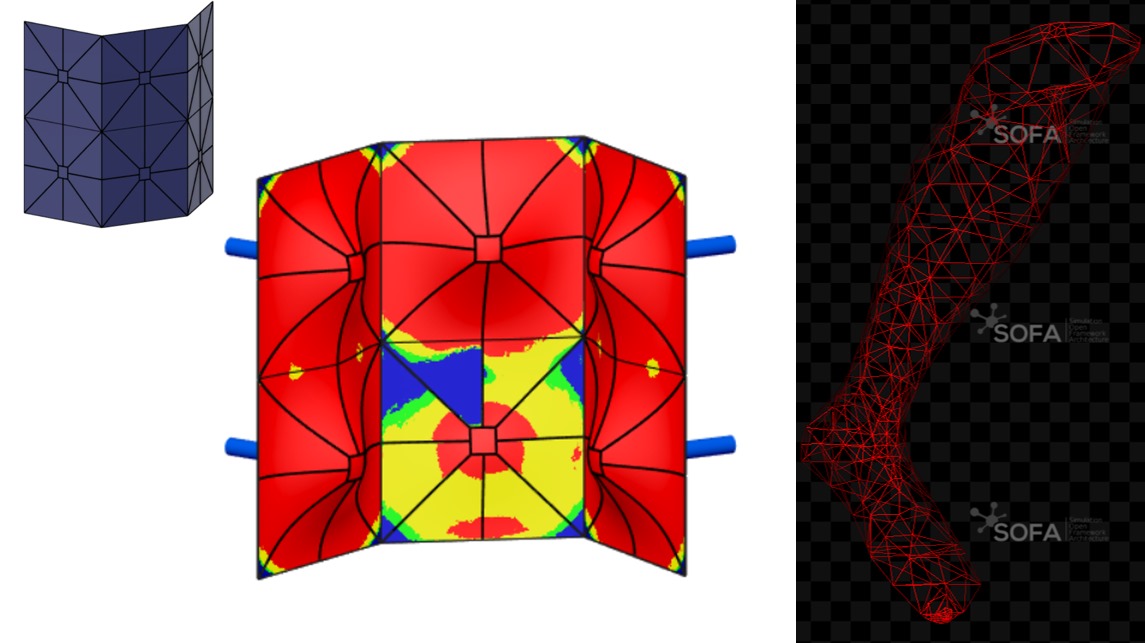 SOFA
Simulation
Open
Framework
Architecture
SOFA
Simulation
Open
Framework
Architecture
SOFA
Simulation
Open
Framework
Architecture